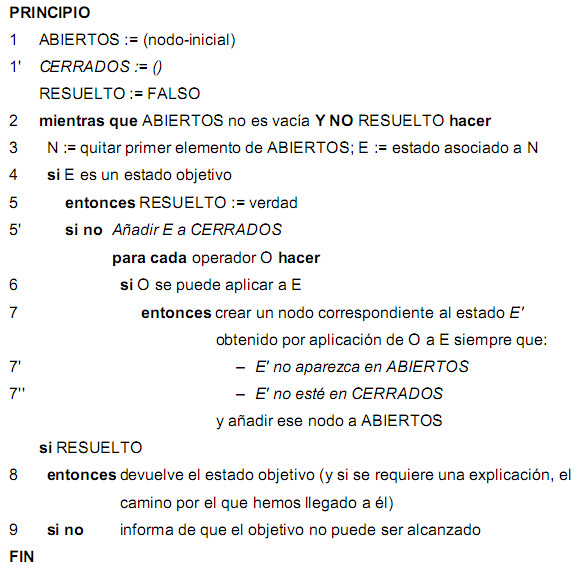 PRINCIPIO
1 ABIERTOS := (nodo-inicial)
1' CERRADOS := ()
RESUELTO := FALSO
2 mientras que ABIERTOS no es vacía Y NO RESUELTO hacer
3 N := quitar primer elemento de ABIERTOS; E := estado asociado a N
4 si E es un estado objetivo
5 entonces RESUELTO := verdad
5' si no Añadir E a CERRADOS
para cada operador O hacer
6 si O se puede aplicar a E
7 entonces crear un nodo correspondiente al estado E'
obtenido por aplicación de O a E siempre que:
7' – E' no aparezca en ABIERTOS
7'' – E' no esté en CERRADOS
y añadir ese nodo a ABIERTOS
si RESUELTO
8 entonces devuelve el estado objetivo (y si se requiere una explicación, el
camino por el que hemos llegado a él)
9 si no informa de que el objetivo no puede ser alcanzado
FIN